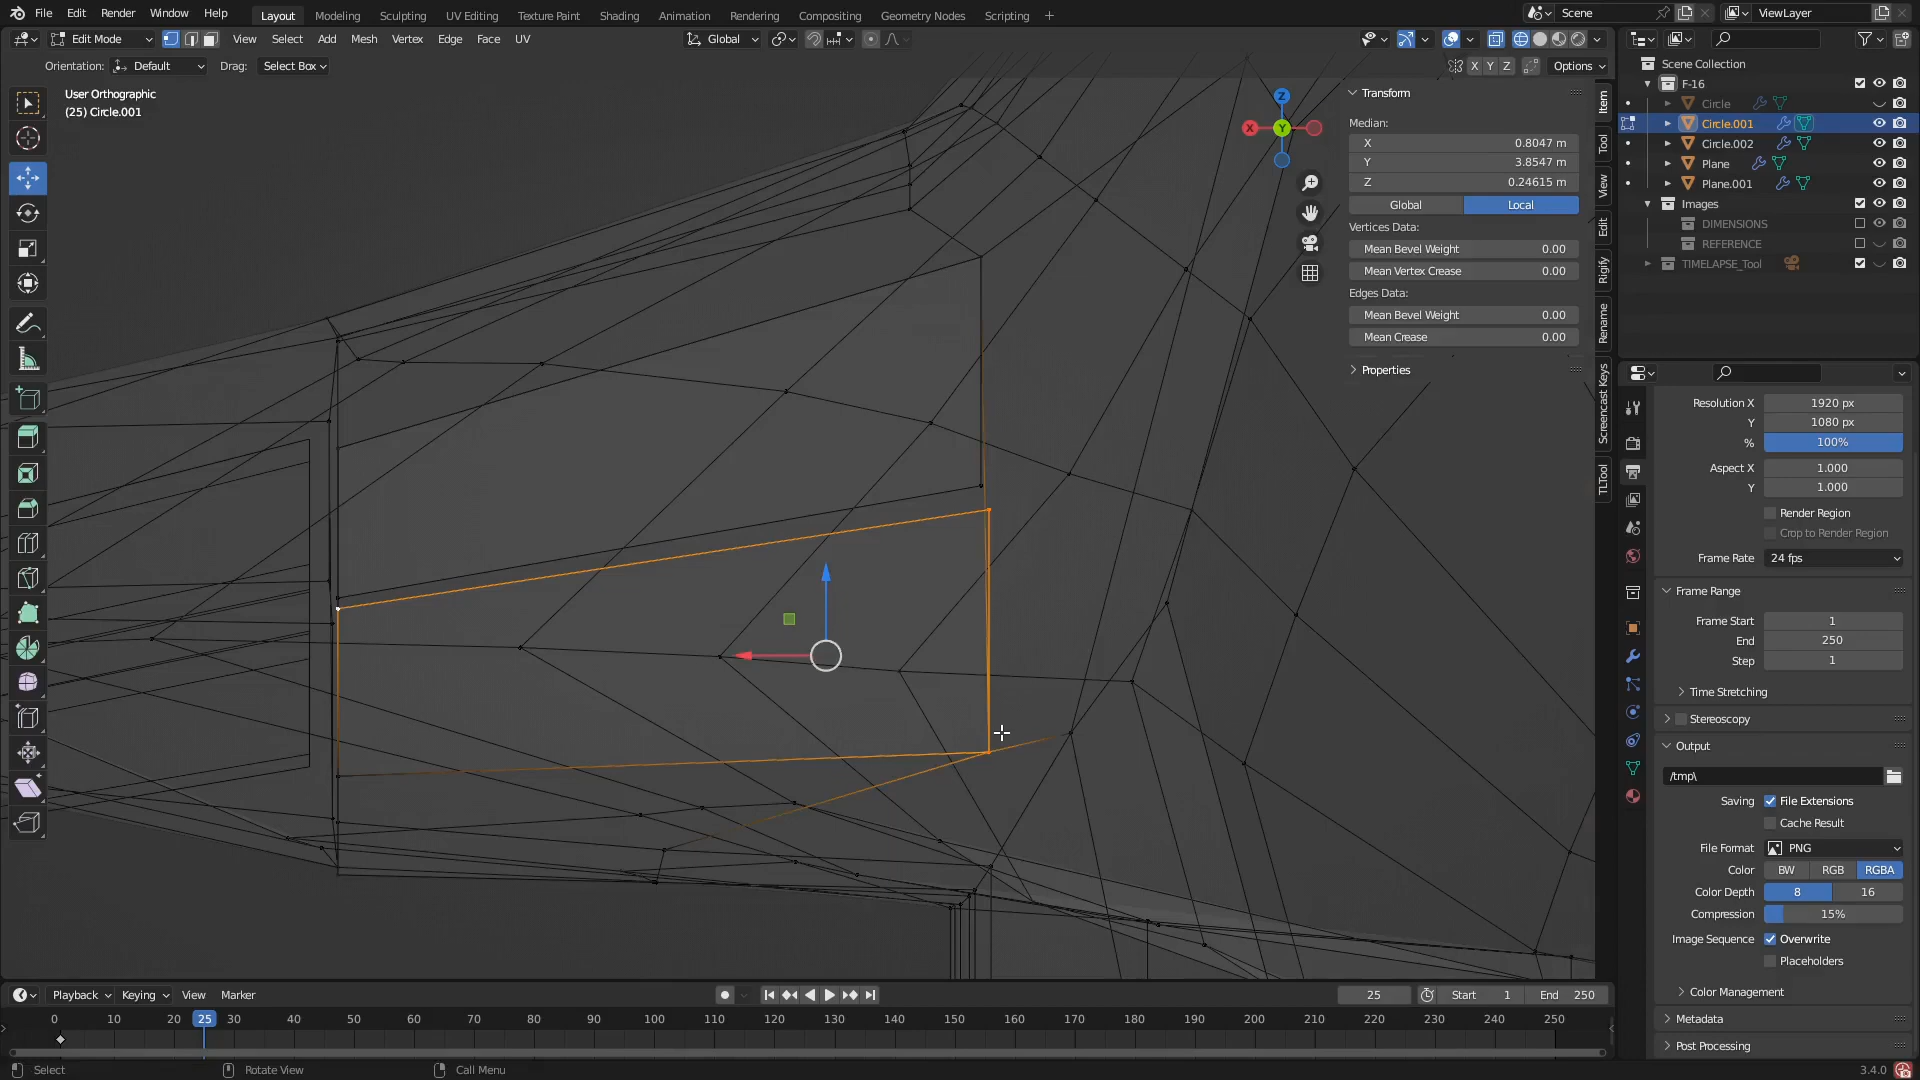 File Edit Render Window Help Layout Modeling Sculpting UV Editing Texture Paint Shading Animation Rendering Compositing Geometry Nodes Scripting + Scene ViewLayer
Edit Mode View Select Add Mesh Vertex Edge Face UV Global
Orientation: Default Drag: Select Box X Y Z Options
User Orthographic
(25) Circle.001
Z
X
Y
Transform
Median:
X 0.8047 m
Y 3.8547 m
Z 0.24615 m
Global Local
Vertices Data:
Mean Bevel Weight 0.00
Mean Vertex Crease 0.00
Edges Data:
Mean Bevel Weight 0.00
Mean Crease 0.00
Properties
Item
Tool
View
Edit
Rigify
Rename
Screencast Keys
TLTool
Scene Collection
F-16
Circle
Circle.001
Circle.002
Plane
Plane.001
Images
DIMENSIONS
REFERENCE
TIMELAPSE_Tool
Resolution X 1920 px
Y 1080 px
% 100%
Aspect X 1.000
Y 1.000
Render Region
Crop to Render Region
Frame Rate 24 fps
Frame Range
Frame Start 1
End 250
Step 1
Time Stretching
Stereoscopy
Output
/tmp\
Saving File Extensions
Cache Result
File Format PNG
Color BW RGB RGBA
Color Depth 8 16
Compression 15%
Image Sequence Overwrite
Placeholders
Color Management
Metadata
Post Processing
Playback Keying View Marker 25 Start 1 End 250
0 10 20 25 30 40 50 60 70 80 90 100 110 120 130 140 150 160 170 180 190 200 210 220 230 240 250
Select Rotate View Call Menu 3.4.0